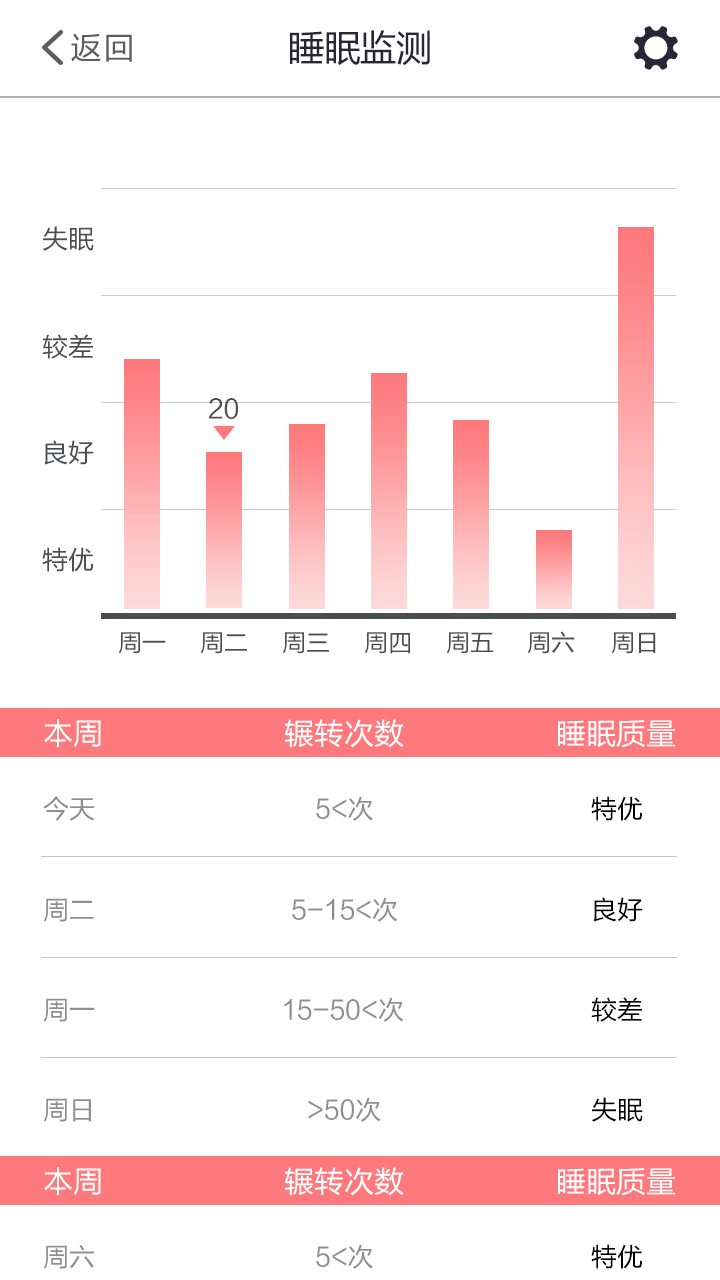 返回 睡眠监测
失眠
较差
20
良好
特优
周一 周二 周三 周四 周五 周六 周日
本周 辗转次数 睡眠质量
今天 5<次 特优
周二 5-15<次 良好
周一 15-50<次 较差
周日 >50次 失眠
本周 辗转次数 睡眠质量
周六 5<次 特优